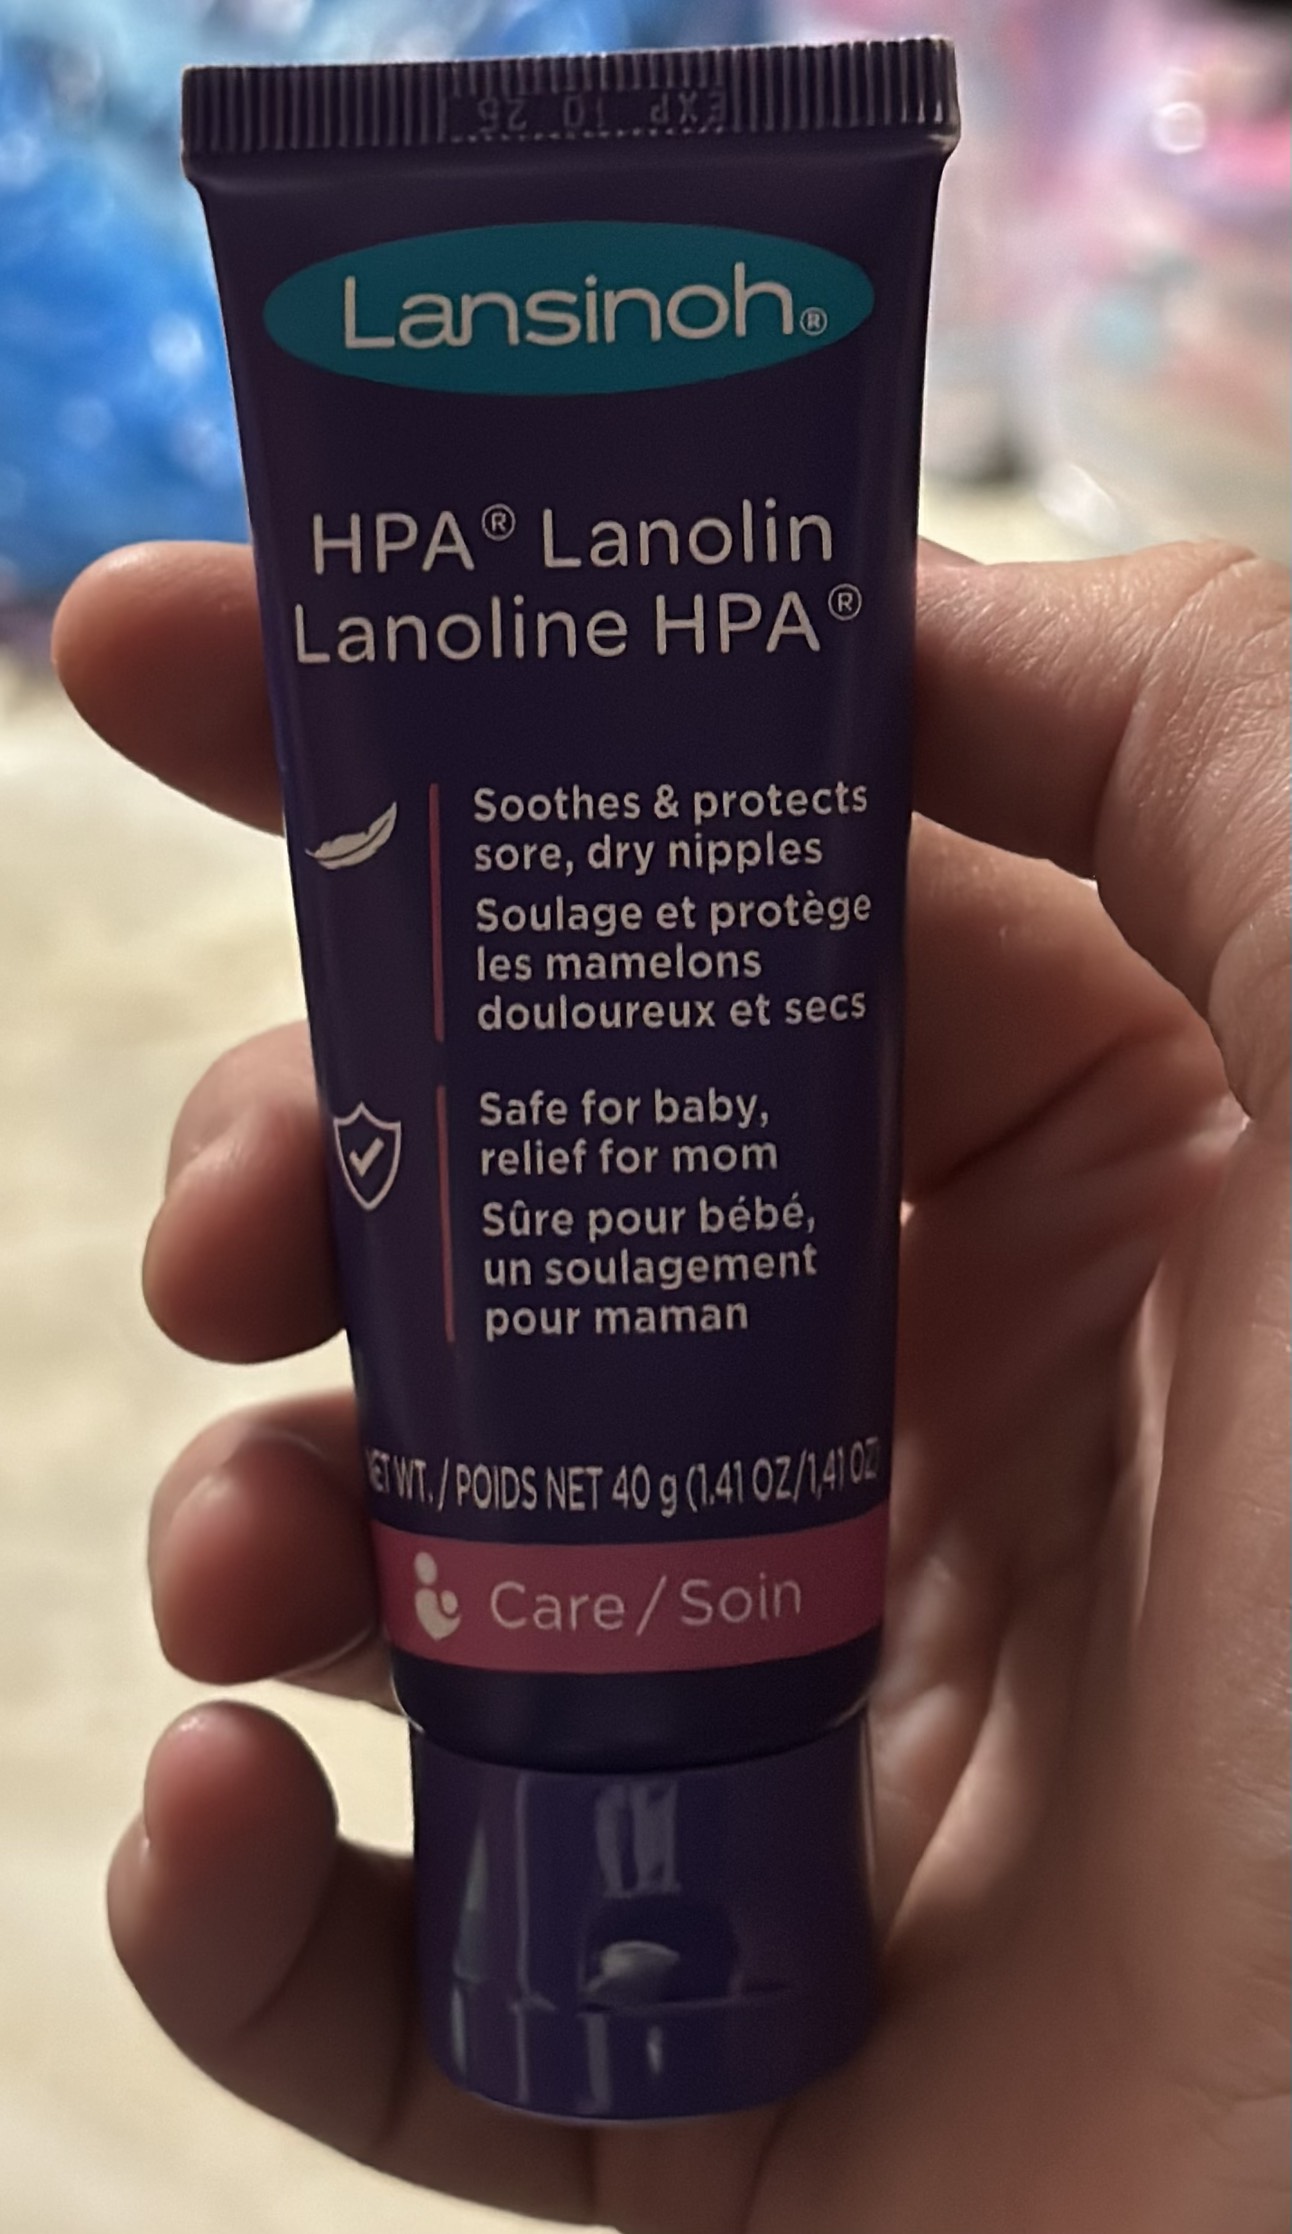 EXP 10 26
Lansinoh®
HPA® Lanolin
Lanoline HPA®
Soothes & protects
sore, dry nipples
Soulage et protège
les mamelons
douloureux et secs
Safe for baby,
relief for mom
Sûre pour bébé,
un soulagement
pour maman
NET WT. / POIDS NET 40 g (1.41 OZ/1,41 OZ)
Care / Soin